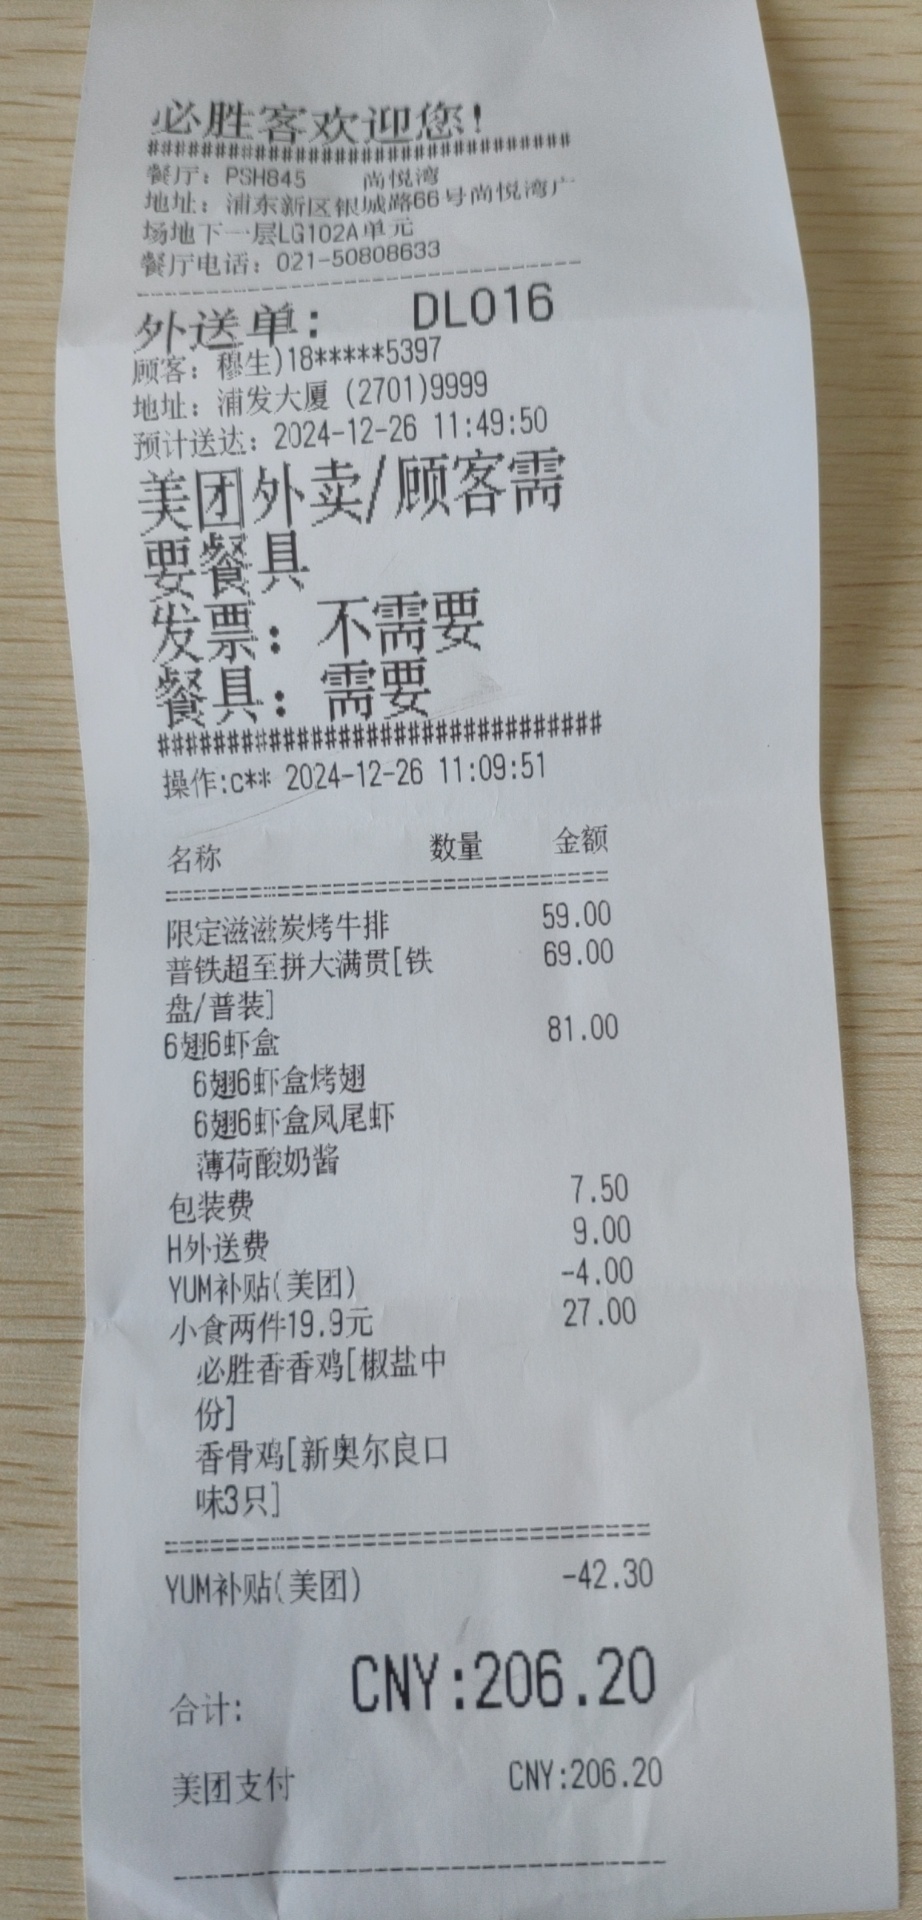 必胜客欢迎您!
################################
餐厅: PSH845 尚悦湾
地址: 浦东新区银城路66号尚悦湾广
场地下一层LG102A单元
餐厅电话: 021-50808633
外送单: DL016
顾客: 穆生)18*****5397
地址: 浦发大厦 (2701)9999
预计送达: 2024-12-26 11:49:50
美团外卖/顾客需
要餐具
发票: 不需要
餐具: 需要
################################
操作:c** 2024-12-26 11:09:51
名称 数量 金额
限定滋滋炭烤牛排 59.00
普铁超至拼大满贯[铁 69.00
盘/普装]
6翅6虾盒 81.00
6翅6虾盒烤翅
6翅6虾盒凤尾虾
薄荷酸奶酱
包装费 7.50
H外送费 9.00
YUM补贴(美团) -4.00
小食两件19.9元 27.00
必胜香香鸡[椒盐中
份]
香骨鸡[新奥尔良口
味3只]
YUM补贴(美团) -42.30
合计: CNY:206.20
美团支付 CNY:206.20